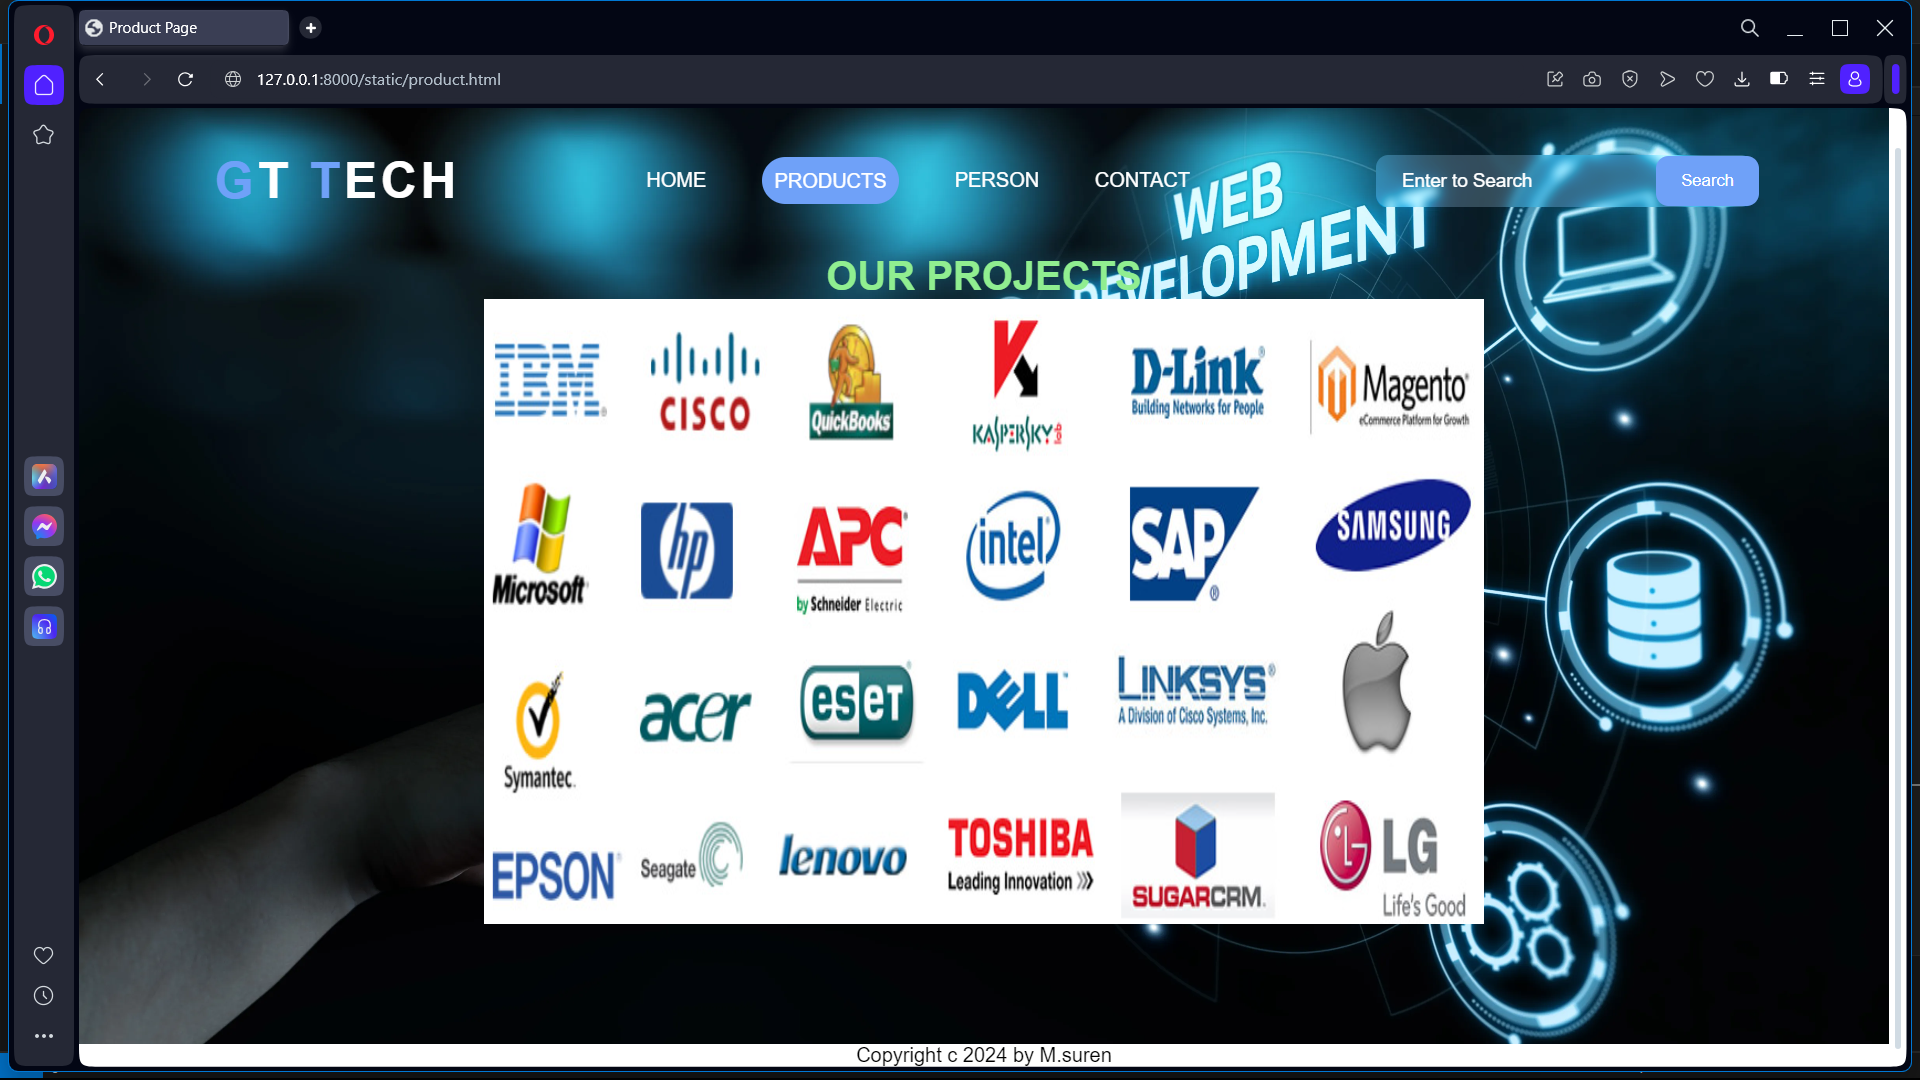 Product Page
127.0.0.1:8000/static/product.html
GT TECH
HOME
PRODUCTS
PERSON
CONTACT
Enter to Search
Search
WEB
DEVELOPMENT
OUR PROJECTS
IBM®
CISCO
QuickBooks
KASPERSKY lab
D-Link®
Building Networks for People
Magento®
eCommerce Platform for Growth
Microsoft®
hp
APC®
by Schneider Electric
intel®
SAP®
SAMSUNG
Symantec.
acer
eseT®
DELL™
LINKSYS®
A Division of Cisco Systems, Inc.
EPSON®
Seagate
lenovo
TOSHIBA
Leading Innovation >>>
SUGARCRM.
LG
Life's Good
Copyright c 2024 by M.suren